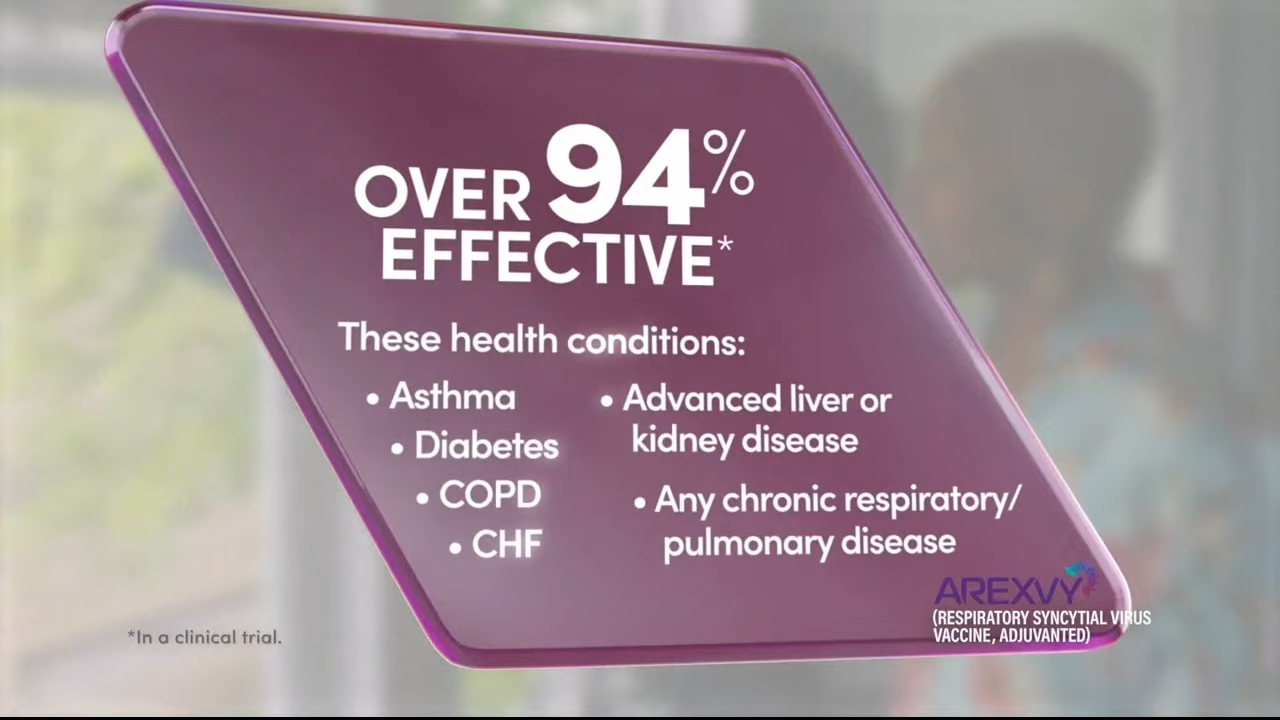 OVER 94%
EFFECTIVE*
These health conditions:
• Asthma
• Diabetes
• COPD
• CHF
• Advanced liver or
kidney disease
• Any chronic respiratory/
pulmonary disease
AREXVY
(RESPIRATORY SYNCYTIAL VIRUS
VACCINE, ADJUVANTED)
*In a clinical trial.